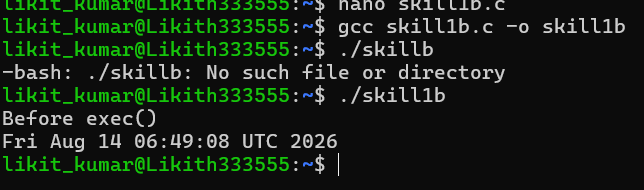 likit_kumar@Likith333555:~$ nano skill1b.c
likit_kumar@Likith333555:~$ gcc skill1b.c -o skill1b
likit_kumar@Likith333555:~$ ./skillb
-bash: ./skillb: No such file or directory
likit_kumar@Likith333555:~$ ./skill1b
Before exec()
Fri Aug 14 06:49:08 UTC 2026
likit_kumar@Likith333555:~$